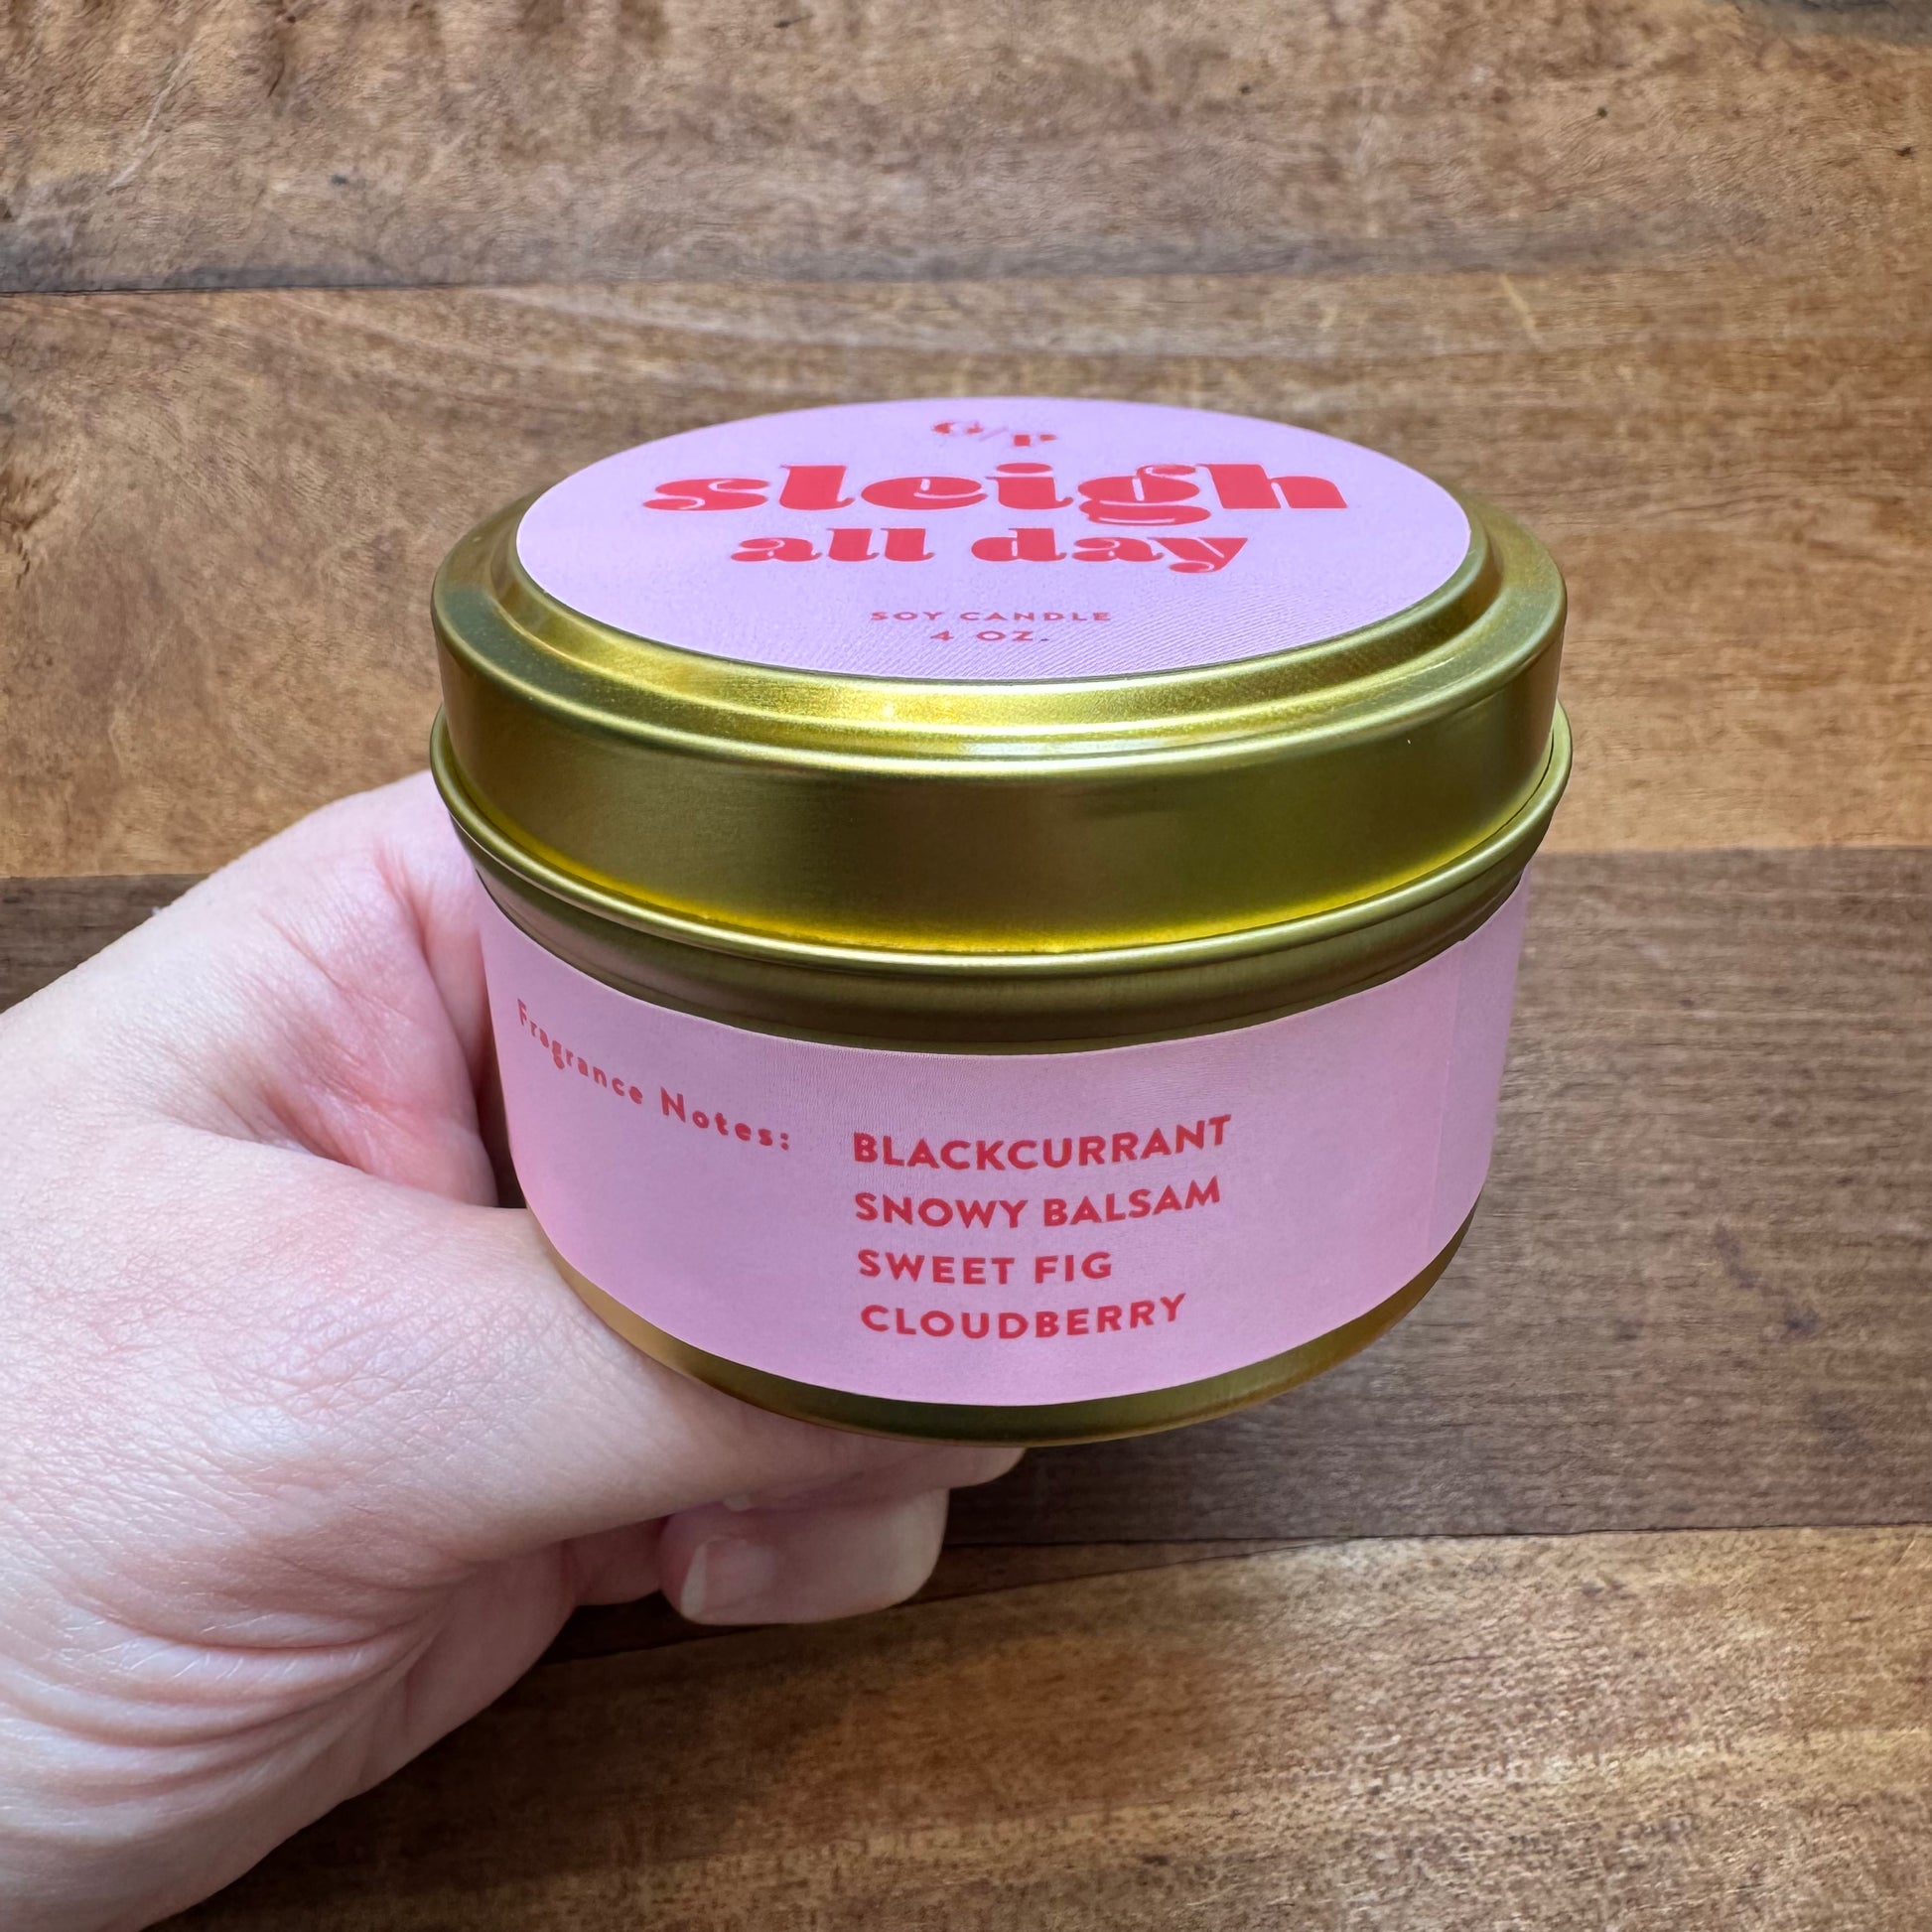 G/P
sleigh
all day
SOY CANDLE
4 OZ.
Fragrance Notes:
BLACKCURRANT
SNOWY BALSAM
SWEET FIG
CLOUDBERRY